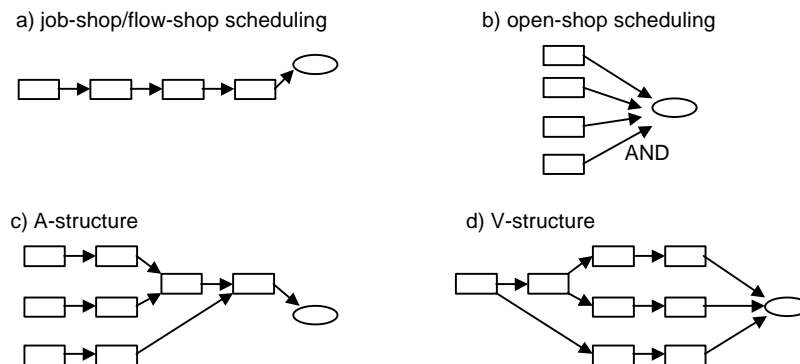 a) job-shop/flow-shop scheduling
b) open-shop scheduling
AND
c) A-structure
d) V-structure